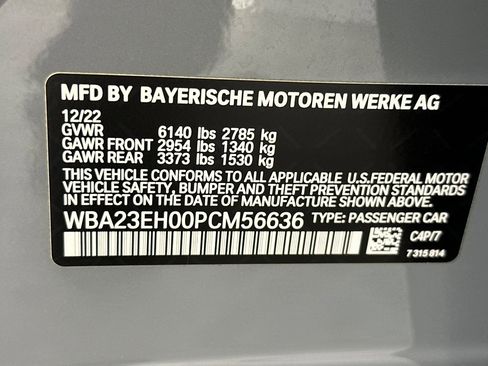 MFD BY BAYERISCHE MOTOREN WERKE AG
12/22
GVWR 6140 lbs 2785 kg
GAWR FRONT 2954 lbs 1340 kg
GAWR REAR 3373 lbs 1530 kg
THIS VEHICLE CONFORMS TO ALL APPLICABLE U.S.FEDERAL MOTOR
VEHICLE SAFETY, BUMPER AND THEFT PREVENTION STANDARDS
IN EFFECT ON THE DATE OF MANUFACTURE SHOWN ABOVE.
WBA23EH00PCM56636 TYPE: PASSENGER CAR
C4P/7
7 315 814